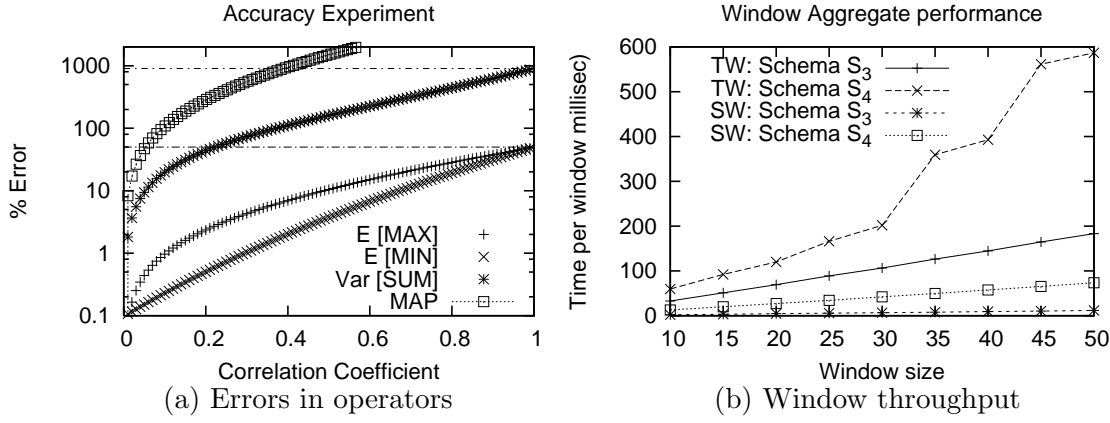 Accuracy Experiment
% Error
1000
100
10
1
0.1
0
0.2
0.4
0.6
0.8
1
E [MAX]
E [MIN]
Var [SUM]
MAP
Correlation Coefficient
(a) Errors in operators
Window Aggregate performance
Time per window millisec)
600
500
400
300
200
100
0
10
15
20
25
30
35
40
45
50
TW: Schema S3
TW: Schema S4
SW: Schema S3
SW: Schema S4
Window size
(b) Window throughput